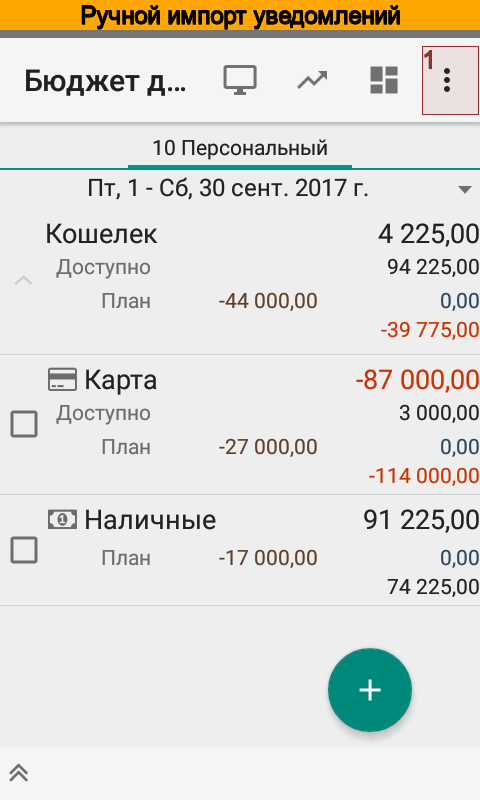 Ручной импорт уведомлений
Бюджет д...
1
10 Персональный
Пт, 1 - Сб, 30 сент. 2017 г.
Кошелек 4 225,00
Доступно 94 225,00
План -44 000,00 0,00
-39 775,00
Карта -87 000,00
Доступно 3 000,00
План -27 000,00 0,00
-114 000,00
Наличные 91 225,00
План -17 000,00 0,00
74 225,00